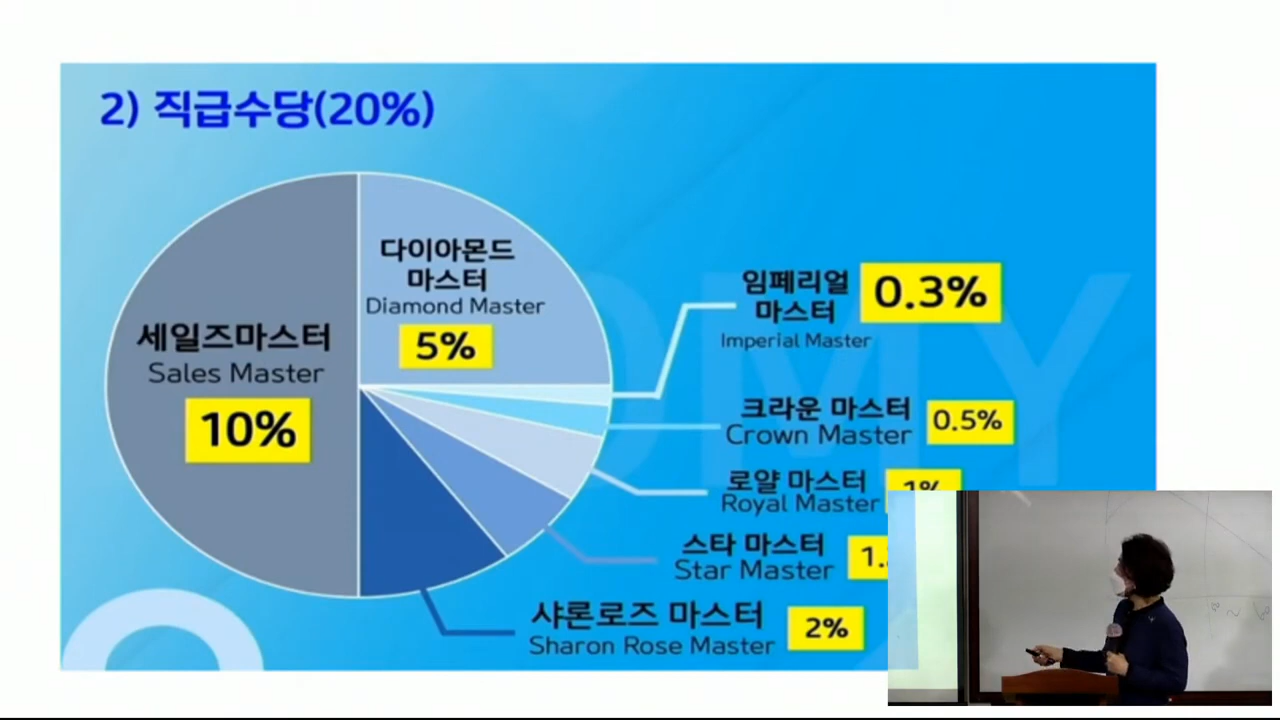 2) 직급수당(20%)
다이아몬드
마스터
Diamond Master
5%
세일즈마스터
Sales Master
10%
임페리얼
마스터
0.3%
Imperial Master
크라운 마스터
Crown Master
0.5%
로얄 마스터
Royal Master
1%
스타 마스터
Star Master
샤론로즈 마스터
Sharon Rose Master
2%